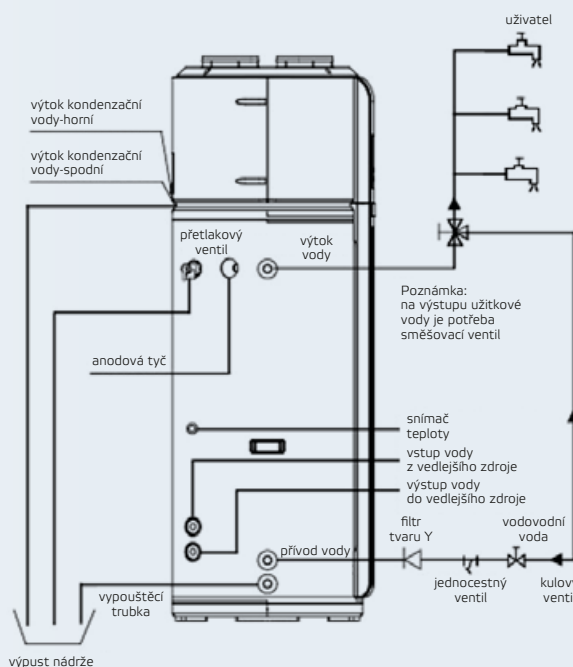 uživatel
výtok kondenzační
vody-horní
výtok kondenzační
vody-spodní
přetlakový
ventil
výtok
vody
Poznámka:
na výstupu užitkové
vody je potřeba
směšovací ventil
anodová tyč
snímač
teploty
vstup vody
z vedlejšího zdroje
výstup vody
do vedlejšího zdroje
filtr
tvaru Y
vodovodní
voda
přívod vody
jednocestný
ventil
vypouštěcí
trubka
výpust nádrže